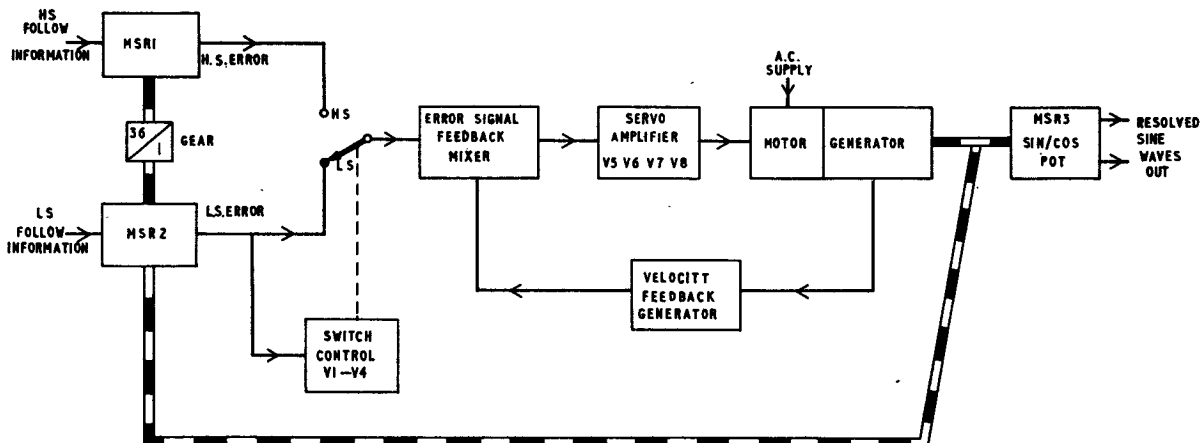 HS
FOLLOW
INFORMATION
MSR1
H.S. ERROR
HS
36
1
GEAR
LS
LS
FOLLOW
INFORMATION
MSR2
L.S. ERROR
SWITCH
CONTROL
V1—V4
ERROR SIGNAL
FEEDBACK
MIXER
SERVO
AMPLIFIER
V5 V6 V7 V8
A.C.
SUPPLY
MOTOR
GENERATOR
VELOCITT
FEEDBACK
GENERATOR
MSR3
SIN/COS
POT
RESOLVED
SINE
WAVES
OUT